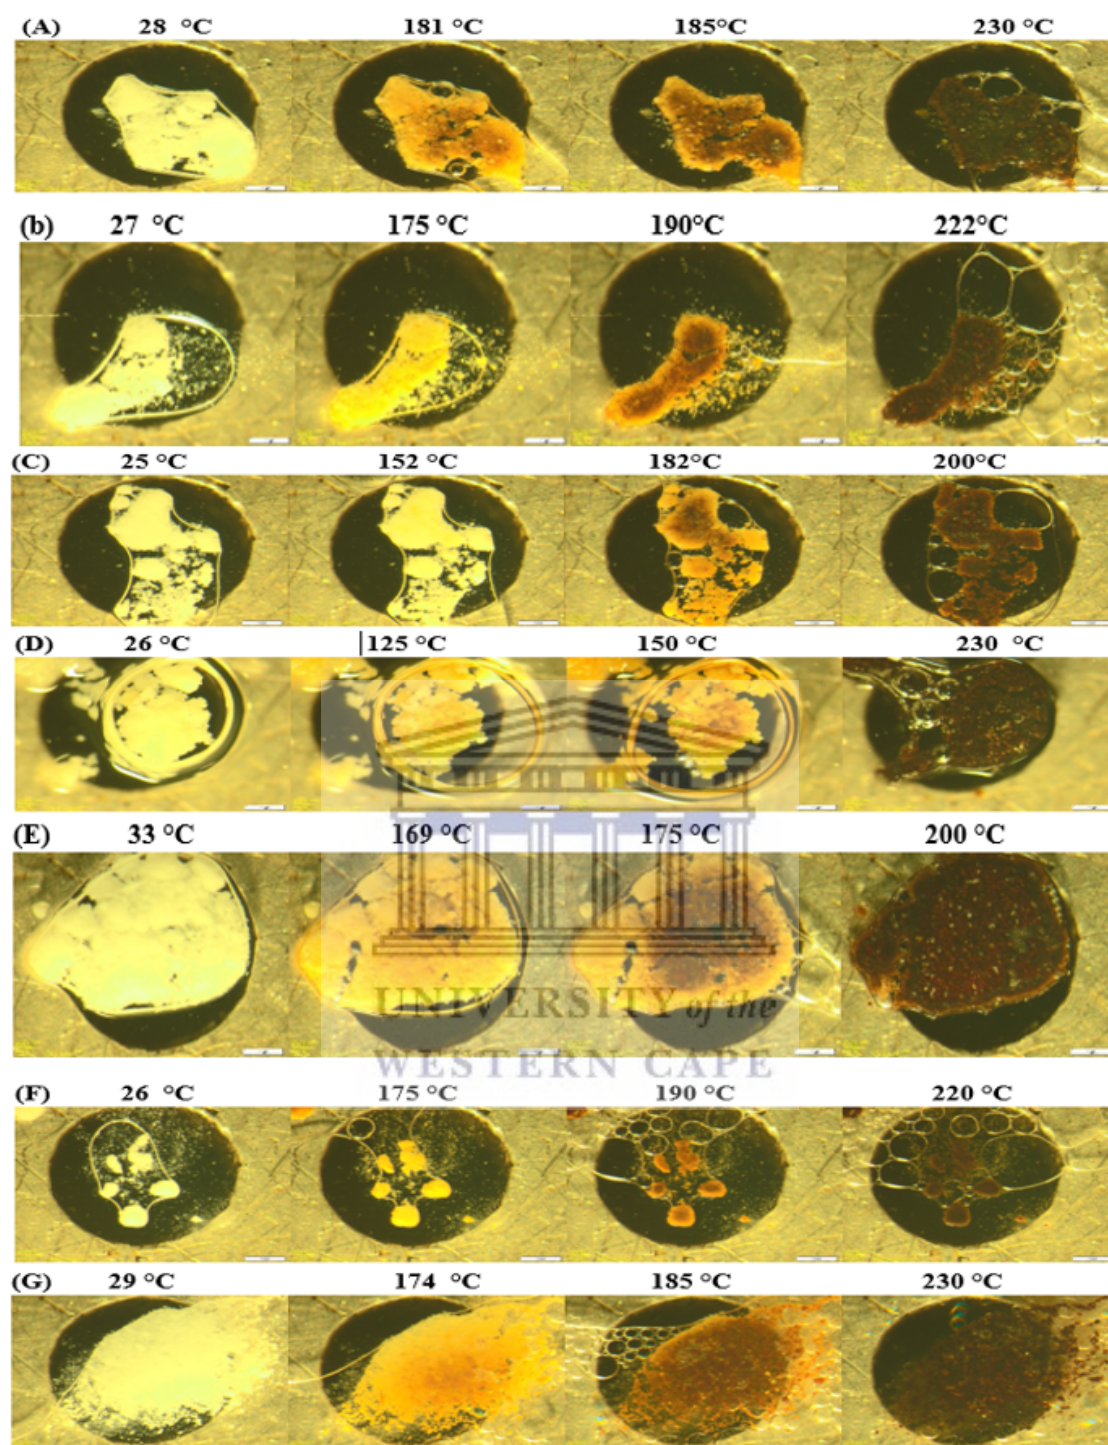 (A) 28 °C 181 °C 185°C 230 °C
(b) 27 °C 175 °C 190°C 222°C
(C) 25 °C 152 °C 182°C 200°C
(D) 26 °C 125 °C 150 °C 230 °C
(E) 33 °C 169 °C 175 °C 200 °C
UNIVERSITY of the
WESTERN CAPE
(F) 26 °C 175 °C 190 °C 220 °C
(G) 29 °C 174 °C 185 °C 230 °C